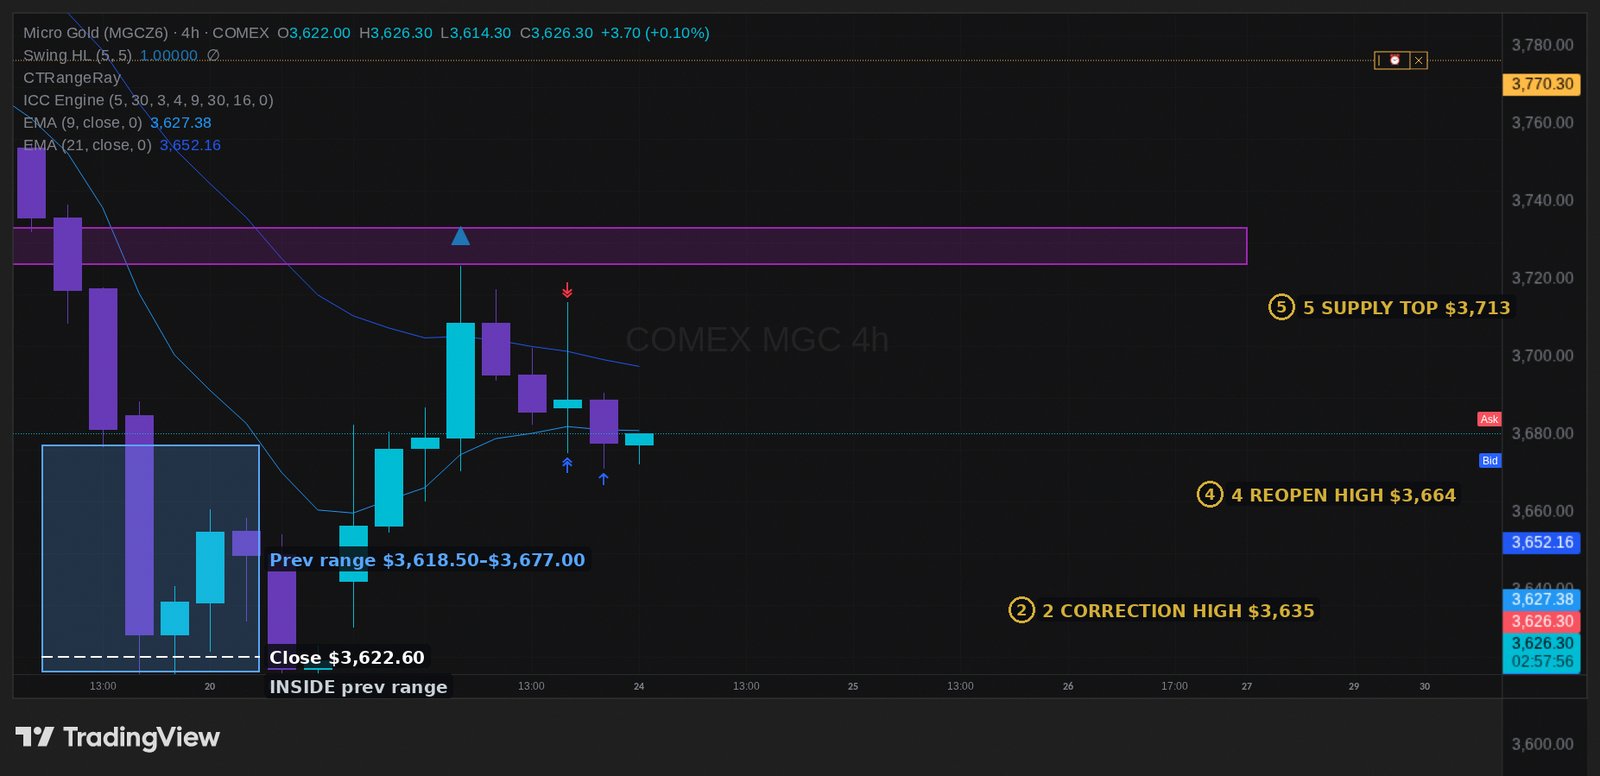 Micro Gold (MGCZ6) · 4h · COMEX O3,622.00 H3,626.30 L3,614.30 C3,626.30 +3.70 (+0.10%)
Swing HL (5, 5) 1.00000 ∅
CTRangeRay
ICC Engine (5, 30, 3, 4, 9, 30, 16, 0)
EMA (9, close, 0) 3,627.38
EMA (21, close, 0) 3,652.16
3,780.00
3,770.30
3,760.00
3,740.00
3,720.00
5 5 SUPPLY TOP $3,713
COMEX MGC 4h
3,700.00
Ask
3,680.00
Bid
4 4 REOPEN HIGH $3,664
3,660.00
3,652.16
Prev range $3,618.50–$3,677.00
3,640.00
3,627.38
2 2 CORRECTION HIGH $3,635
3,626.30
3,626.30
02:57:56
Close $3,622.60
INSIDE prev range
13:00 20 13:00 24 13:00 25 13:00 26 17:00 27 29 30
TradingView
3,600.00